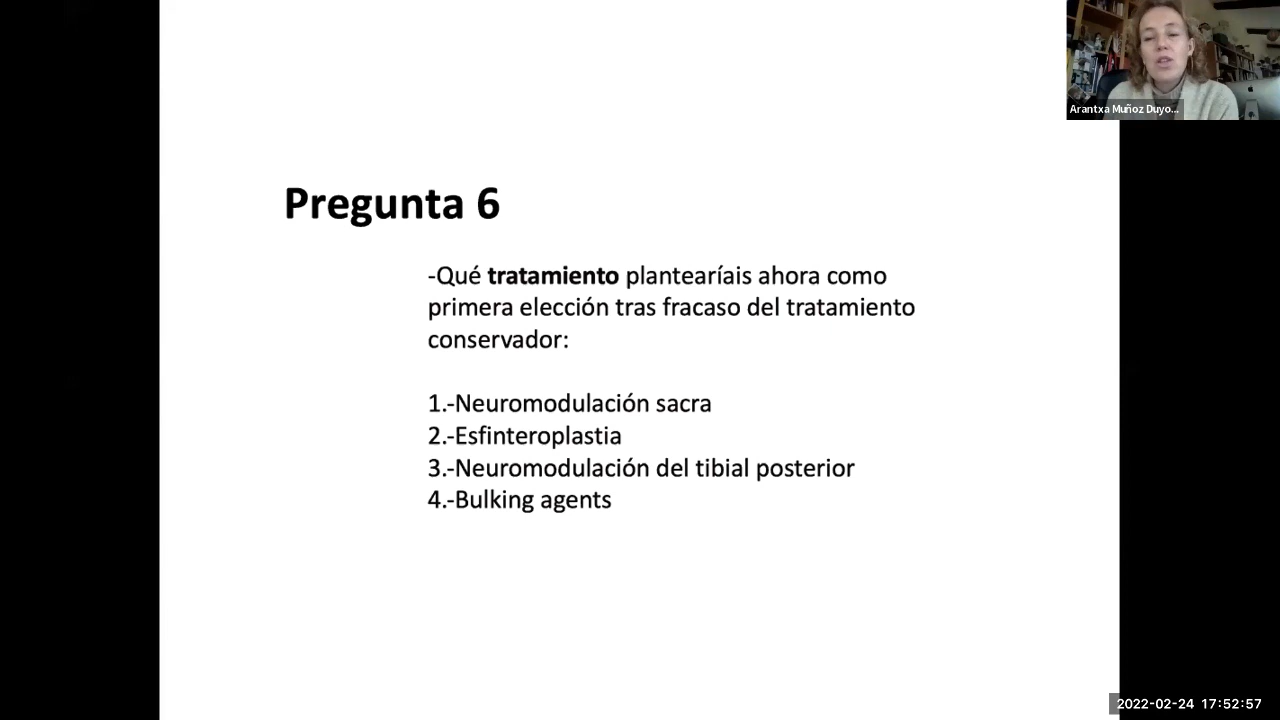 Arantxa Muñoz Duyo...
Pregunta 6
-Qué tratamiento plantearíais ahora como
primera elección tras fracaso del tratamiento
conservador:
1.-Neuromodulación sacra
2.-Esfinteroplastia
3.-Neuromodulación del tibial posterior
4.-Bulking agents
2022-02-24 17:52:57